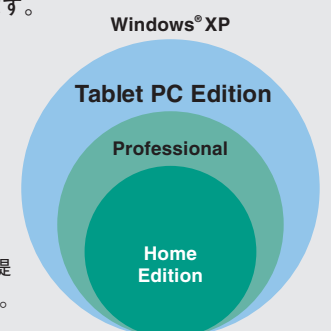 す。
Windows® XP
Tablet PC Edition
Professional
Home
Edition
提
。